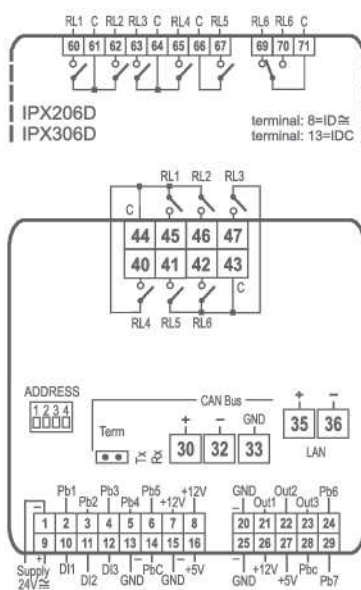 RL1 C RL2 RL3 C RL4 C RL5 RL6 RL6 C
60 61 62 63 64 65 66 67 69 70 71
IPX206D
IPX306D
terminal: 8=ID≅
terminal: 13=IDC
RL1 RL2 RL3
C
44 45 46 47
40 41 42 43
C
RL4 RL5 RL6
ADDRESS
1 2 3 4
CAN Bus
Term
Tx
Rx
+ - GND
30 32 33
+ -
35 36
LAN
Pb1 Pb3 Pb5 +12V
Pb2 Pb4 +12V
GND Out2 Pb6
Out1 Out3
- 1 2 3 4 5 6 7 8
9 10 11 12 13 14 15 16
- 20 21 22 23 24
25 26 27 28 29
+
Supply DI1 DI3 - PbC - +5V
24V≅ DI2 GND GND
- +12V Pbc
GND +5V Pb7